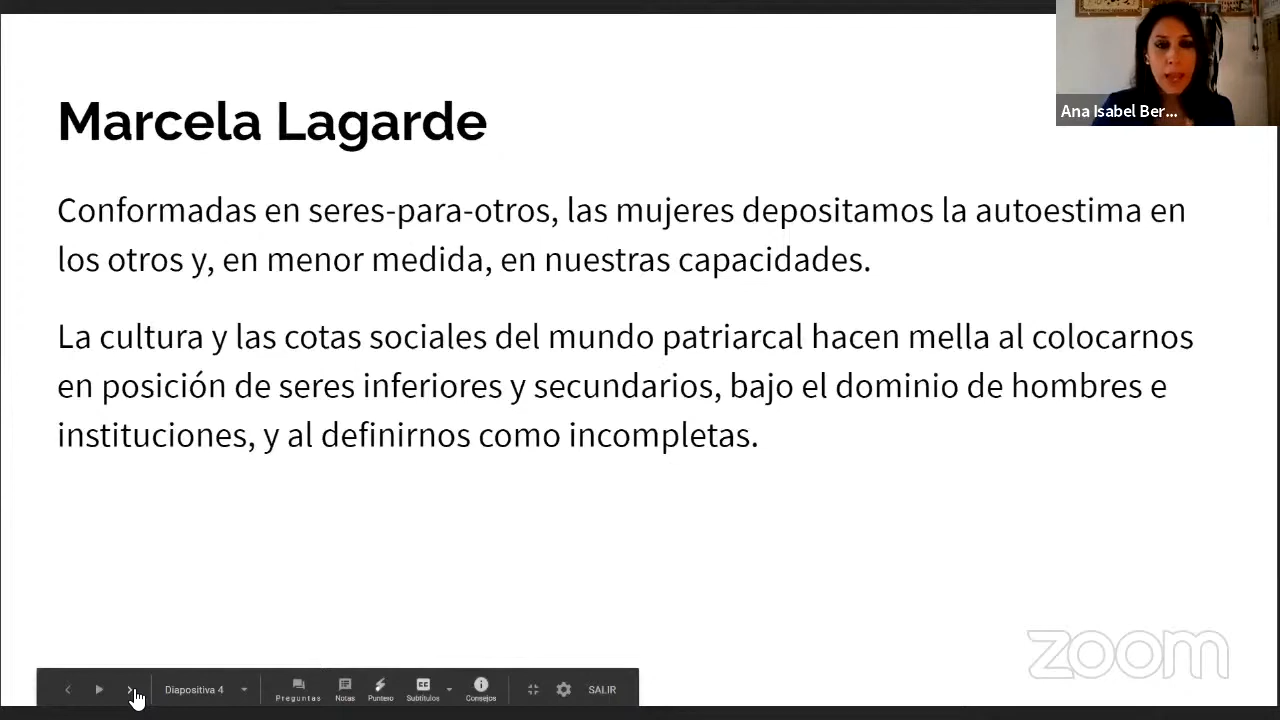 Marcela Lagarde
Ana Isabel Ber...
Conformadas en seres-para-otros, las mujeres depositamos la autoestima en
los otros y, en menor medida, en nuestras capacidades.
La cultura y las cotas sociales del mundo patriarcal hacen mella al colocarnos
en posición de seres inferiores y secundarios, bajo el dominio de hombres e
instituciones, y al definirnos como incompletas.
zoom
Diapositiva 4
Preguntas
Notas
Puntero
CC
Subtítulos
Consejos
SALIR